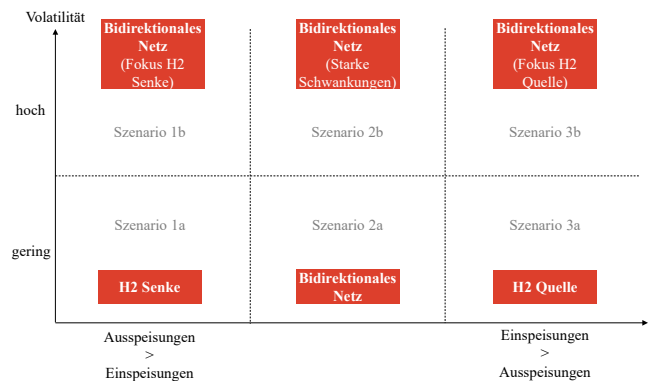 Volatilität
Bidirektionales
Netz
(Fokus H2
Senke)
Bidirektionales
Netz
(Starke
Schwankungen)
Bidirektionales
Netz
(Fokus H2
Quelle)
hoch
Szenario 1b
Szenario 2b
Szenario 3b
Szenario 1a
Szenario 2a
Szenario 3a
gering
H2 Senke
Bidirektionales
Netz
H2 Quelle
Ausspeisungen
>
Einspeisungen
Einspeisungen
>
Ausspeisungen